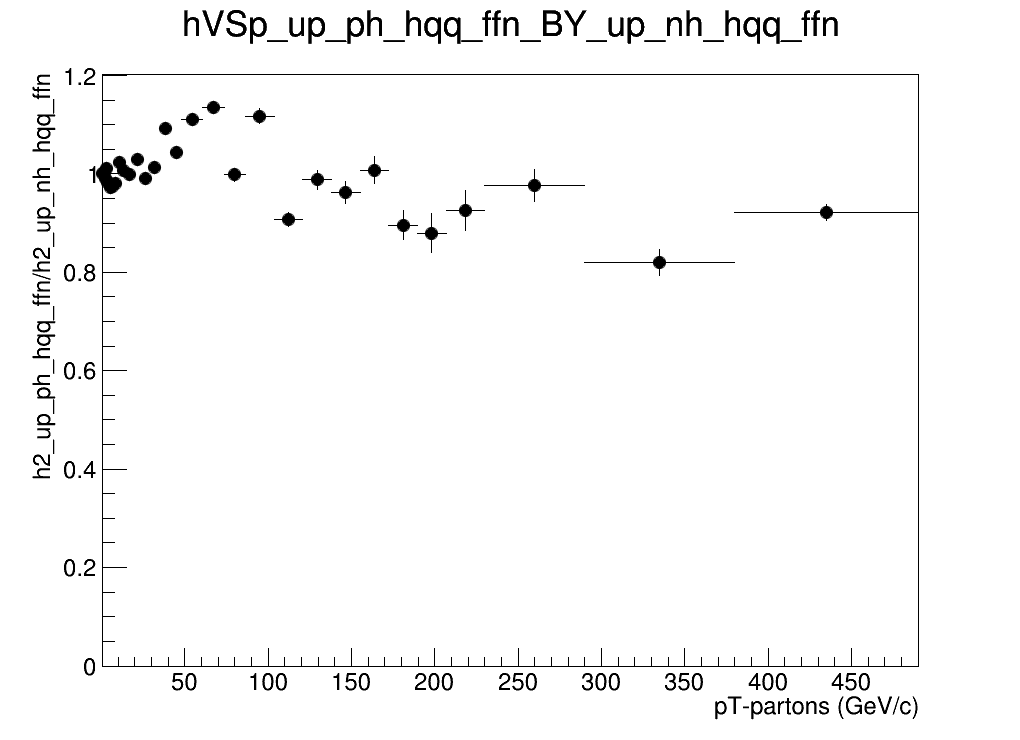 hVSp_up_ph_hqq_ffn_BY_up_nh_hqq_ffn
h2_up_ph_hqq_ffn/h2_up_nh_hqq_ffn
1.2
1
0.8
0.6
0.4
0.2
0
50 100 150 200 250 300 350 400 450
pT-partons (GeV/c)